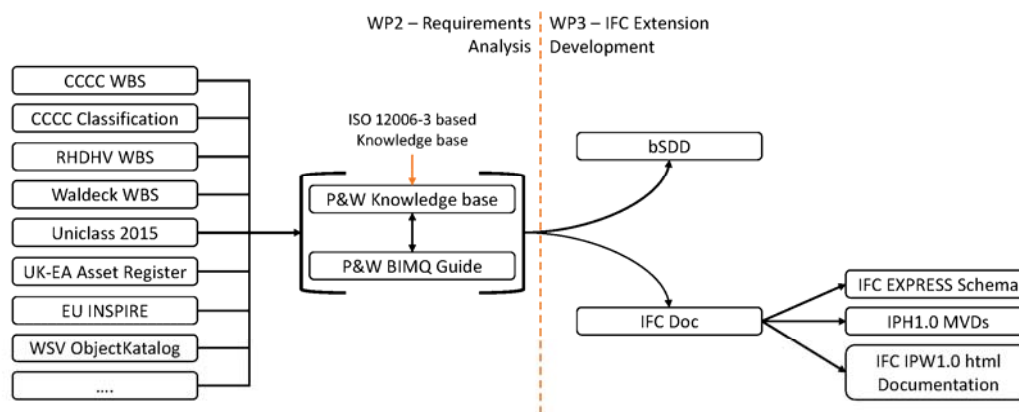 WP2 – Requirements
Analysis
WP3 – IFC Extension
Development
CCCC WBS
CCCC Classification
RHDHV WBS
Waldeck WBS
Uniclass 2015
UK-EA Asset Register
EU INSPIRE
WSV ObjectKatalog
....
ISO 12006-3 based
Knowledge base
P&W Knowledge base
P&W BIMQ Guide
bSDD
IFC Doc
IFC EXPRESS Schema
IPH1.0 MVDs
IFC IPW1.0 html
Documentation